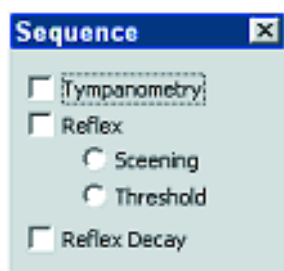 Sequence
Tympanometry
Reflex
Sceening
Threshold
Reflex Decay